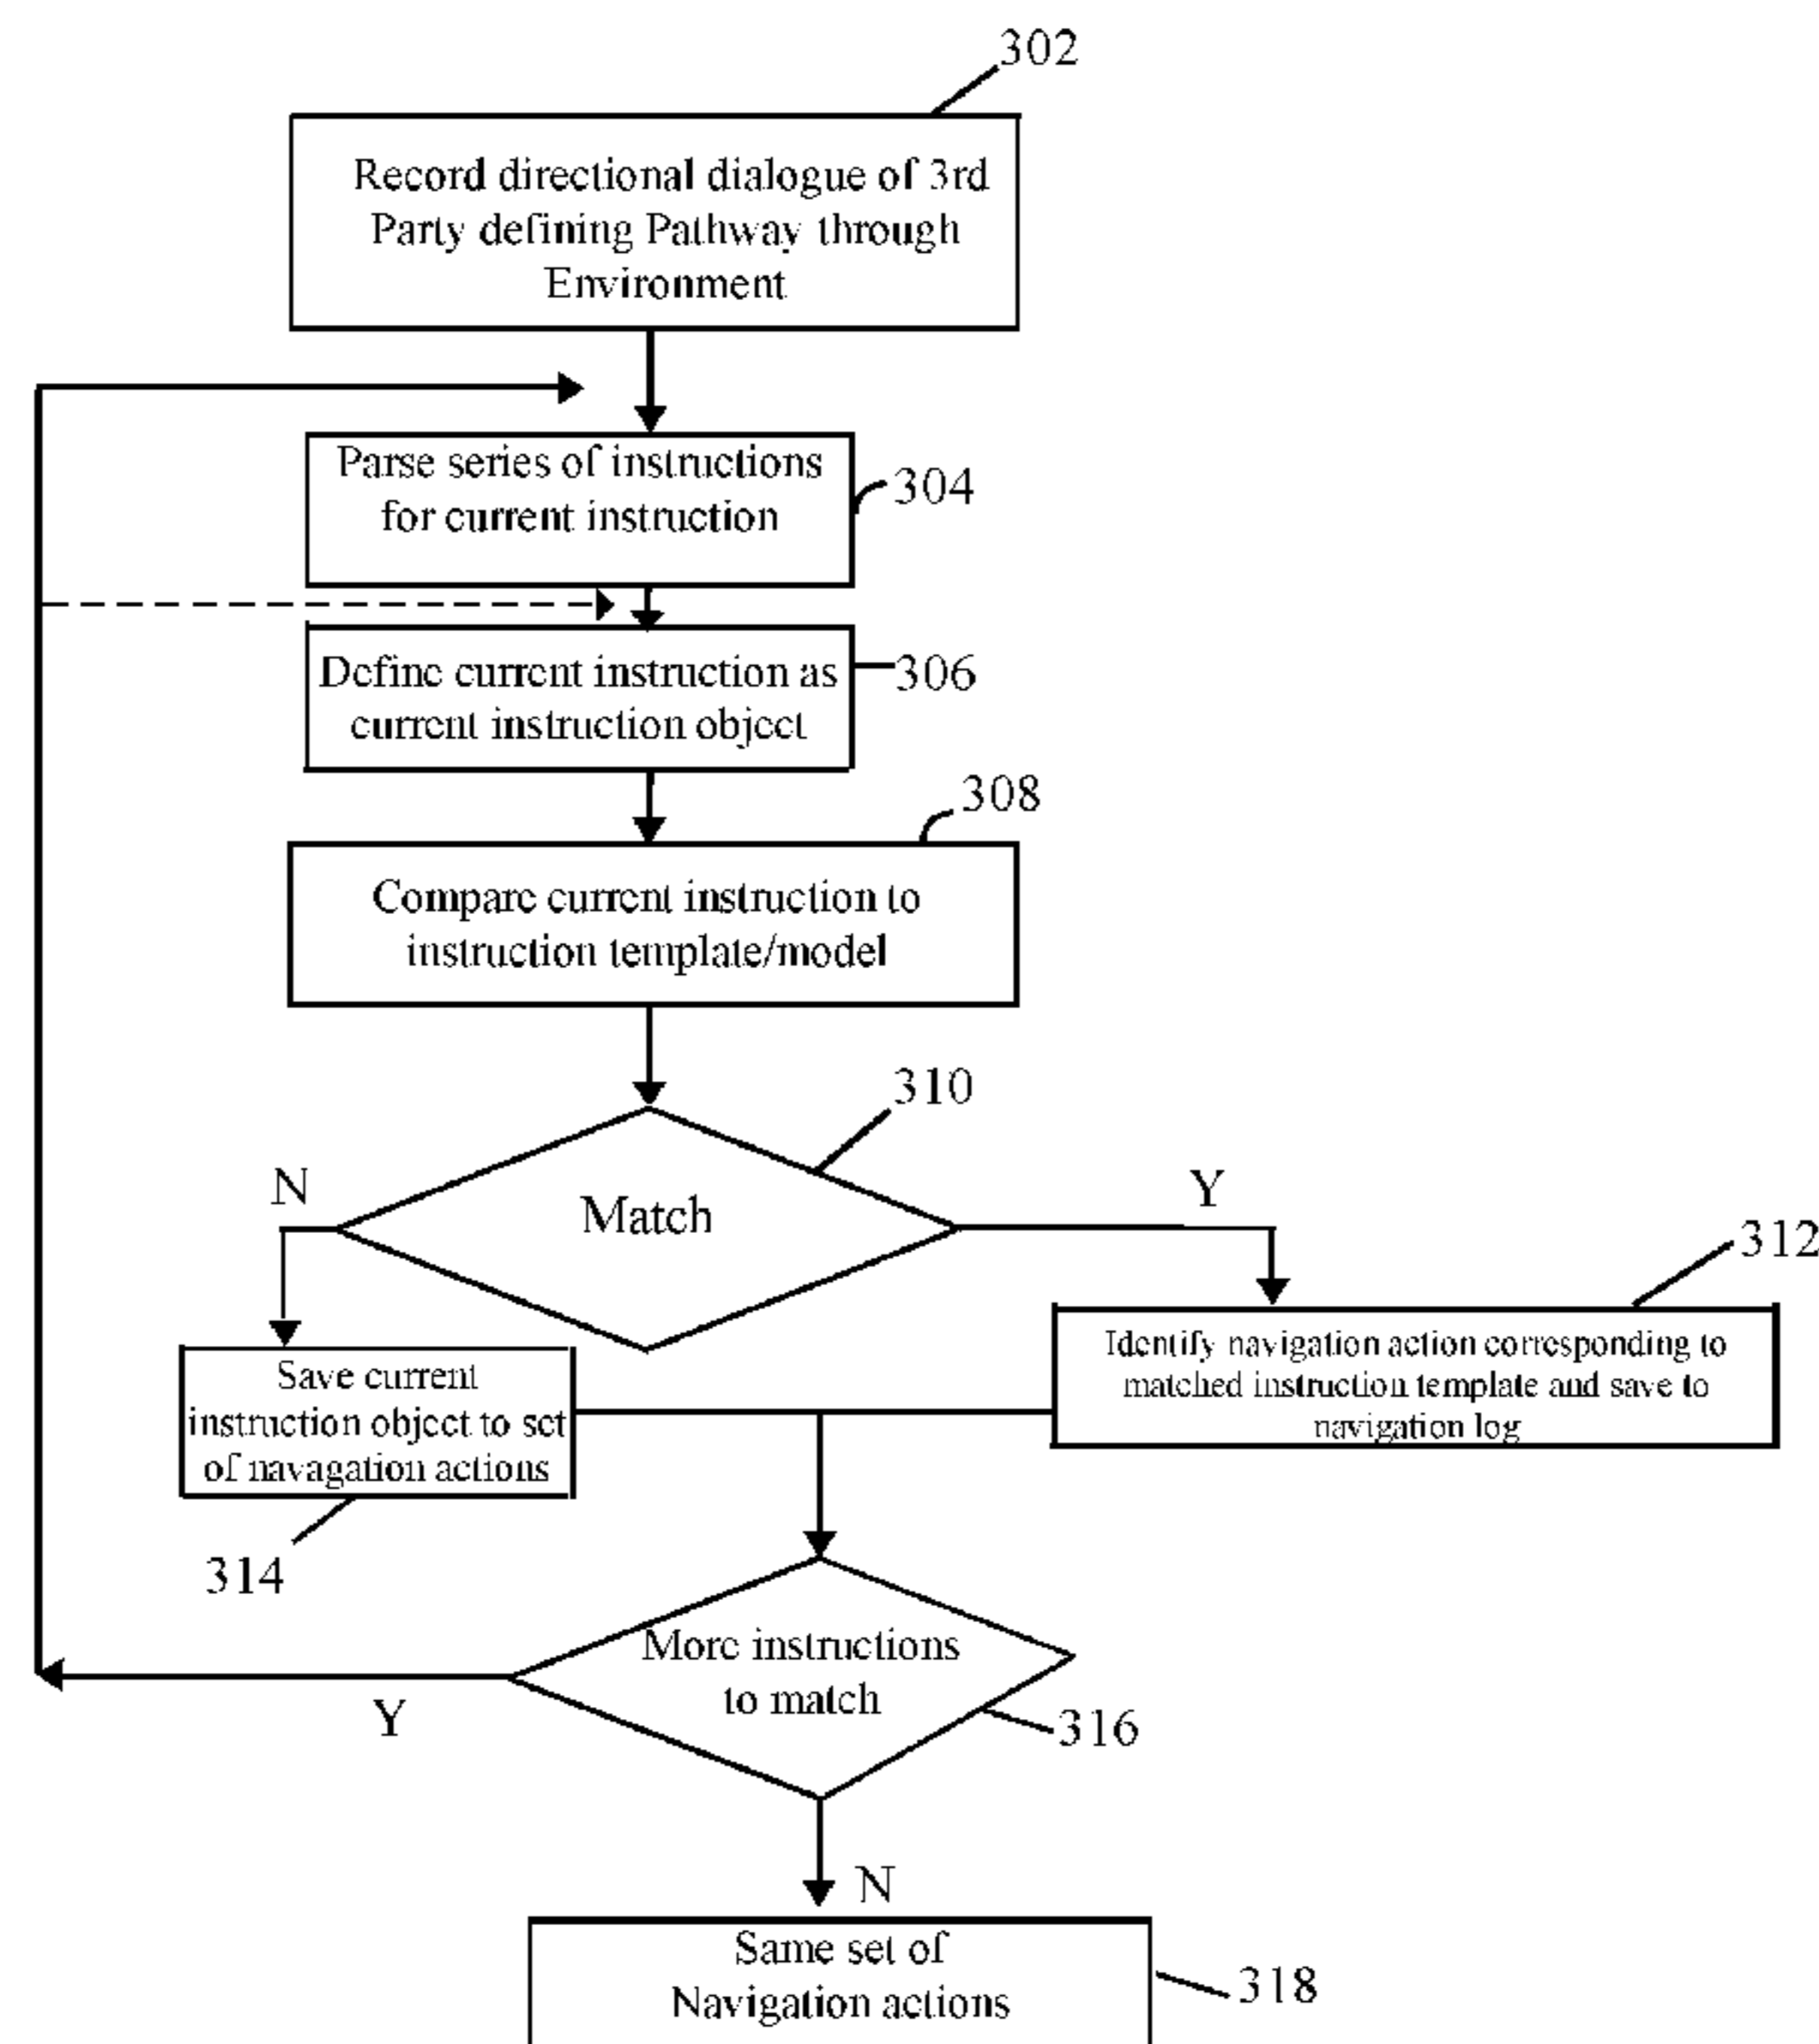 302
Record directional dialogue of 3rd
Party defining Pathway through
Environment
Parse series of instructions
for current instruction
304
Define current instruction as
current instruction object
306
308
Compare current instruction to
instruction template/model
310
N
Match
Y
312
Identify navigation action corresponding to
matched instruction template and save to
navigation log
Save current
instruction object to set
of navagation actions
314
More instructions
to match
Y
316
N
Same set of
Navigation actions
318